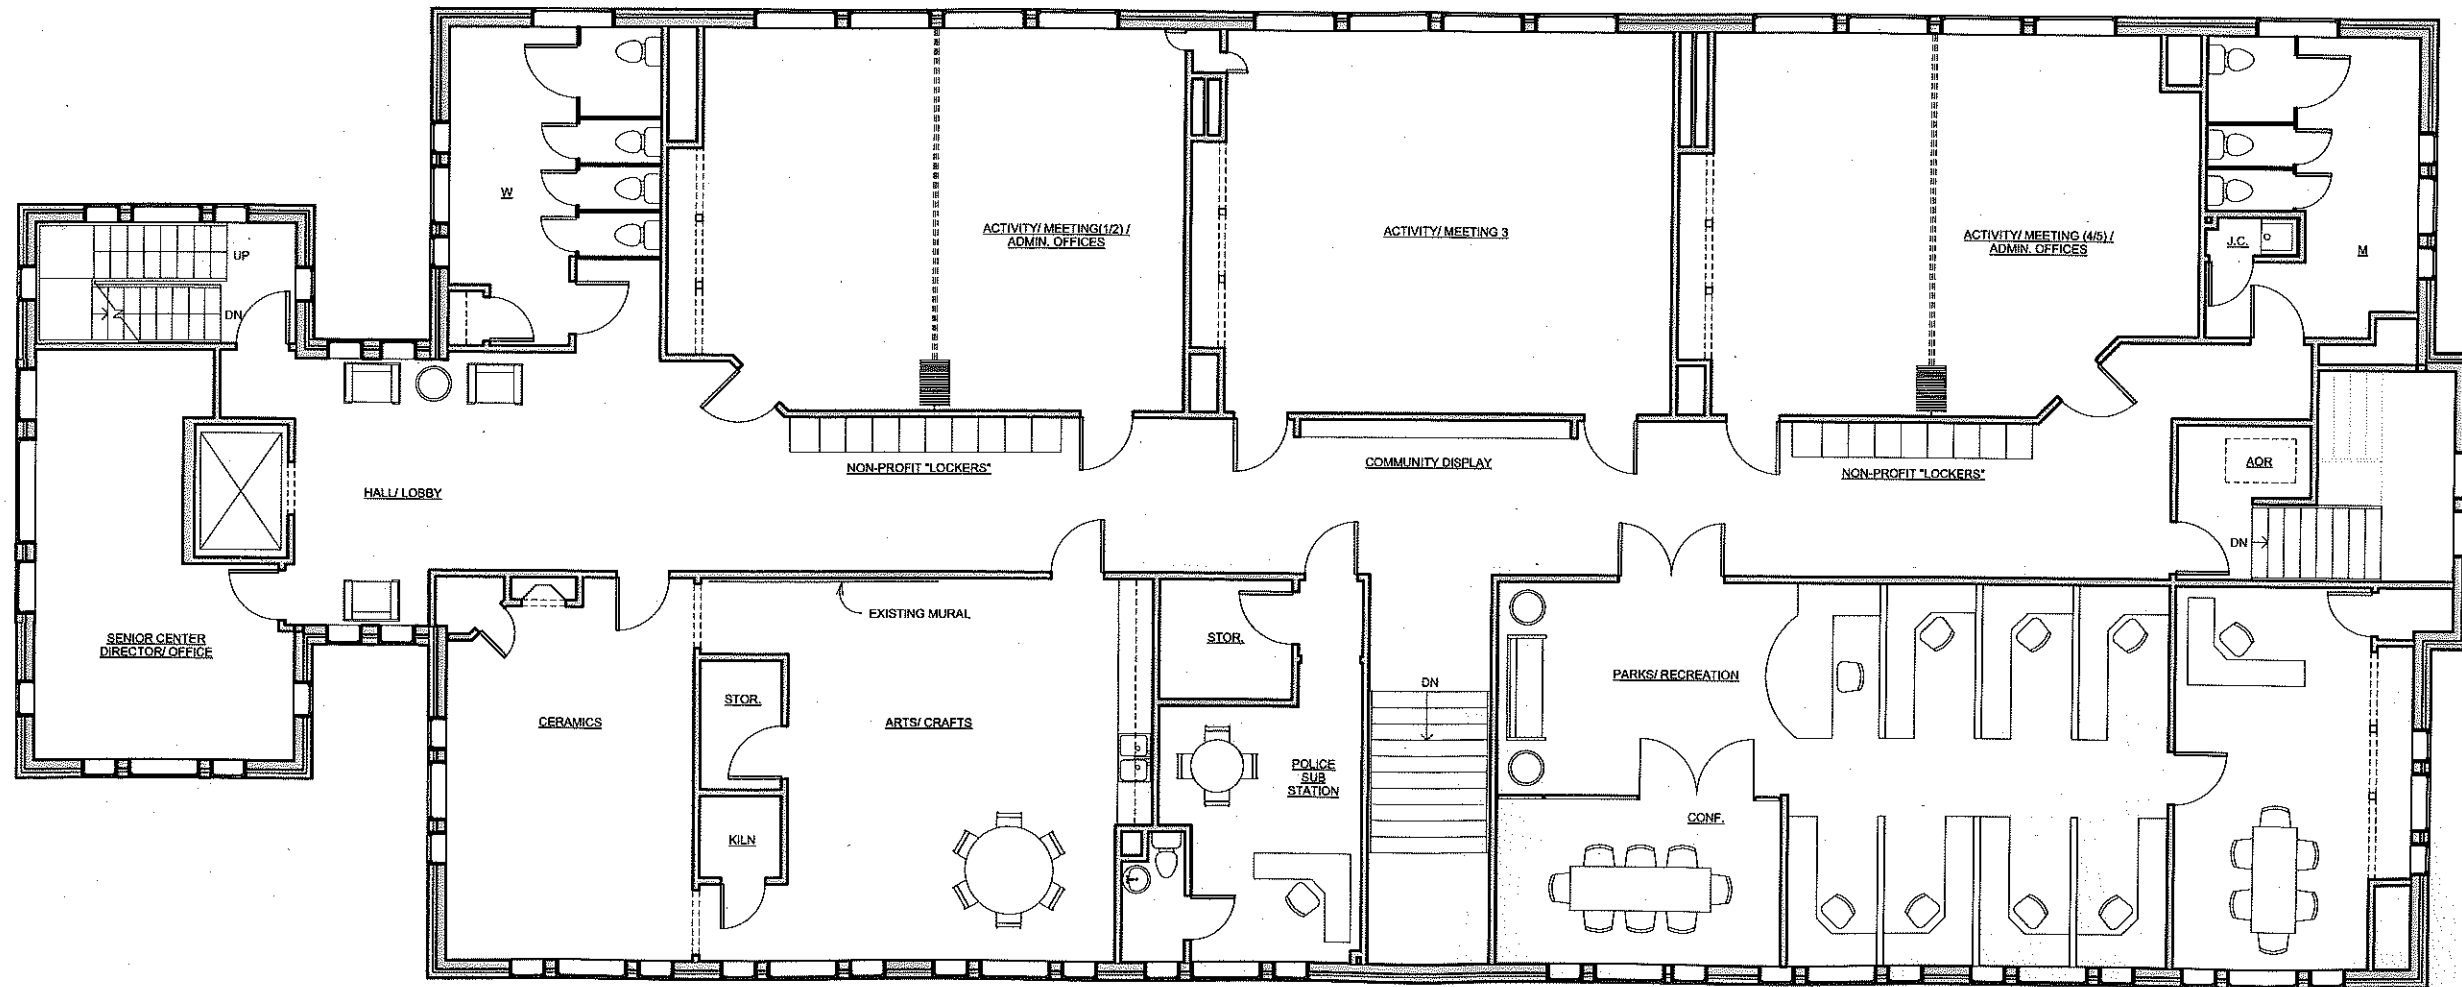 W
ACTIVITY/ MEETING(1/2) /
ADMIN. OFFICES
ACTIVITY/ MEETING 3
ACTIVITY/ MEETING (4/5) /
ADMIN. OFFICES
J.C.
M
UP
DN
NON-PROFIT "LOCKERS"
COMMUNITY DISPLAY
NON-PROFIT "LOCKERS"
AOR
HALL/ LOBBY
DN
EXISTING MURAL
SENIOR CENTER
DIRECTOR/ OFFICE
STOR.
CERAMICS
STOR.
ARTS/ CRAFTS
DN
PARKS/ RECREATION
POLICE
SUB
STATION
KILN
CONF.